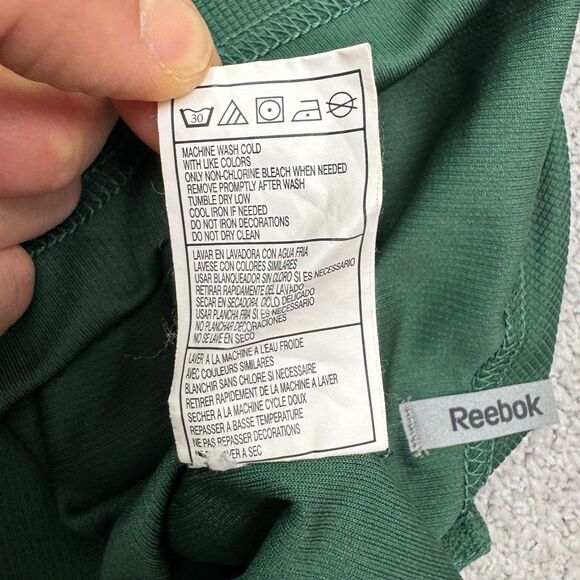 30
MACHINE WASH COLD
WITH LIKE COLORS
ONLY NON-CHLORINE BLEACH WHEN NEEDED
REMOVE PROMPTLY AFTER WASH
TUMBLE DRY LOW
COOL IRON IF NEEDED
DO NOT IRON DECORATIONS
DO NOT DRY CLEAN
LAVAR EN LAVADORA CON AGUA FRIA
LAVESE CON COLORES SIMILARES
USAR BLANQUEADOR SIN CLORO SI ES NECESSARIO
RETIRAR RAPIDAMENTE DEL LAVADO
SECAR EN SECADORA, CICLO DELICADO
USAR PLANCHA FRIA SI ES NECESSARIO
NO PLANCHAR DECORACIONES
NO SE LAVE EN SECO
LAVER A LA MACHINE A L'EAU FROIDE
AVEC COULEURS SIMILAIRES
BLANCHIR SANS CHLORE SI NECESSAIRE
RETIRER RAPIDEMENT DE LA MACHINE A LAVER
SECHER A LA MACHINE CYCLE DOUX
REPASSER A BASSE TEMPERATURE
NE PAS REPASSER DECORATIONS
LAVER A SEC
Reebok